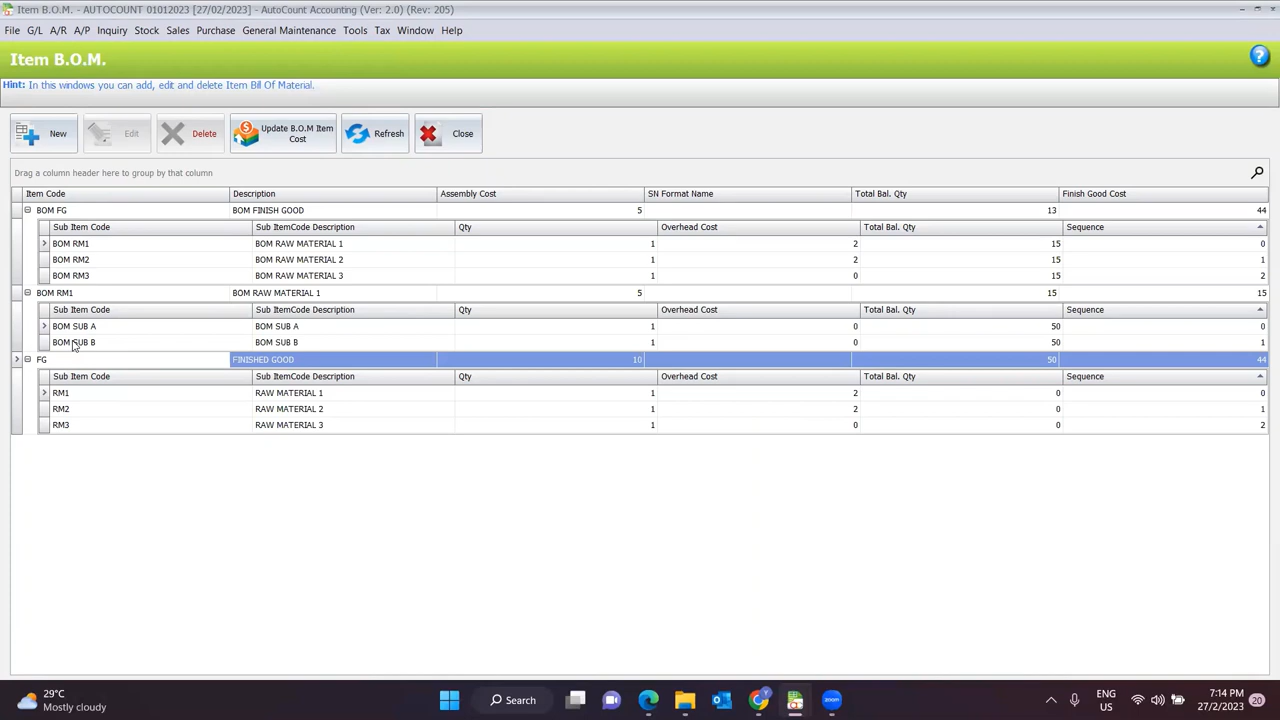 Item B.O.M. - AUTOCOUNT 01012023 [27/02/2023] - AutoCount Accounting (Ver: 2.0) (Rev: 205)
File G/L A/R A/P Inquiry Stock Sales Purchase General Maintenance Tools Tax Window Help
Item B.O.M.
Hint: In this windows you can add, edit and delete Item Bill Of Material.
New Edit Delete Update B.O.M Item Cost Refresh Close
Drag a column header here to group by that column
Item Code Description Assembly Cost SN Format Name Total Bal. Qty Finish Good Cost
BOM FG BOM FINISH GOOD 5 13 44
Sub Item Code Sub ItemCode Description Qty Overhead Cost Total Bal. Qty Sequence
BOM RM1 BOM RAW MATERIAL 1 1 2 15 0
BOM RM2 BOM RAW MATERIAL 2 1 2 15 1
BOM RM3 BOM RAW MATERIAL 3 1 0 15 2
BOM RM1 BOM RAW MATERIAL 1 5 15 15
Sub Item Code Sub ItemCode Description Qty Overhead Cost Total Bal. Qty Sequence
BOM SUB A BOM SUB A 1 0 50 0
BOM SUB B BOM SUB B 1 0 50 1
FG FINISHED GOOD 10 50 44
Sub Item Code Sub ItemCode Description Qty Overhead Cost Total Bal. Qty Sequence
RM1 RAW MATERIAL 1 1 2 0 0
RM2 RAW MATERIAL 2 1 2 0 1
RM3 RAW MATERIAL 3 1 0 0 2
29°C
Mostly cloudy
Search
ENG
US
7:14 PM
27/2/2023
20